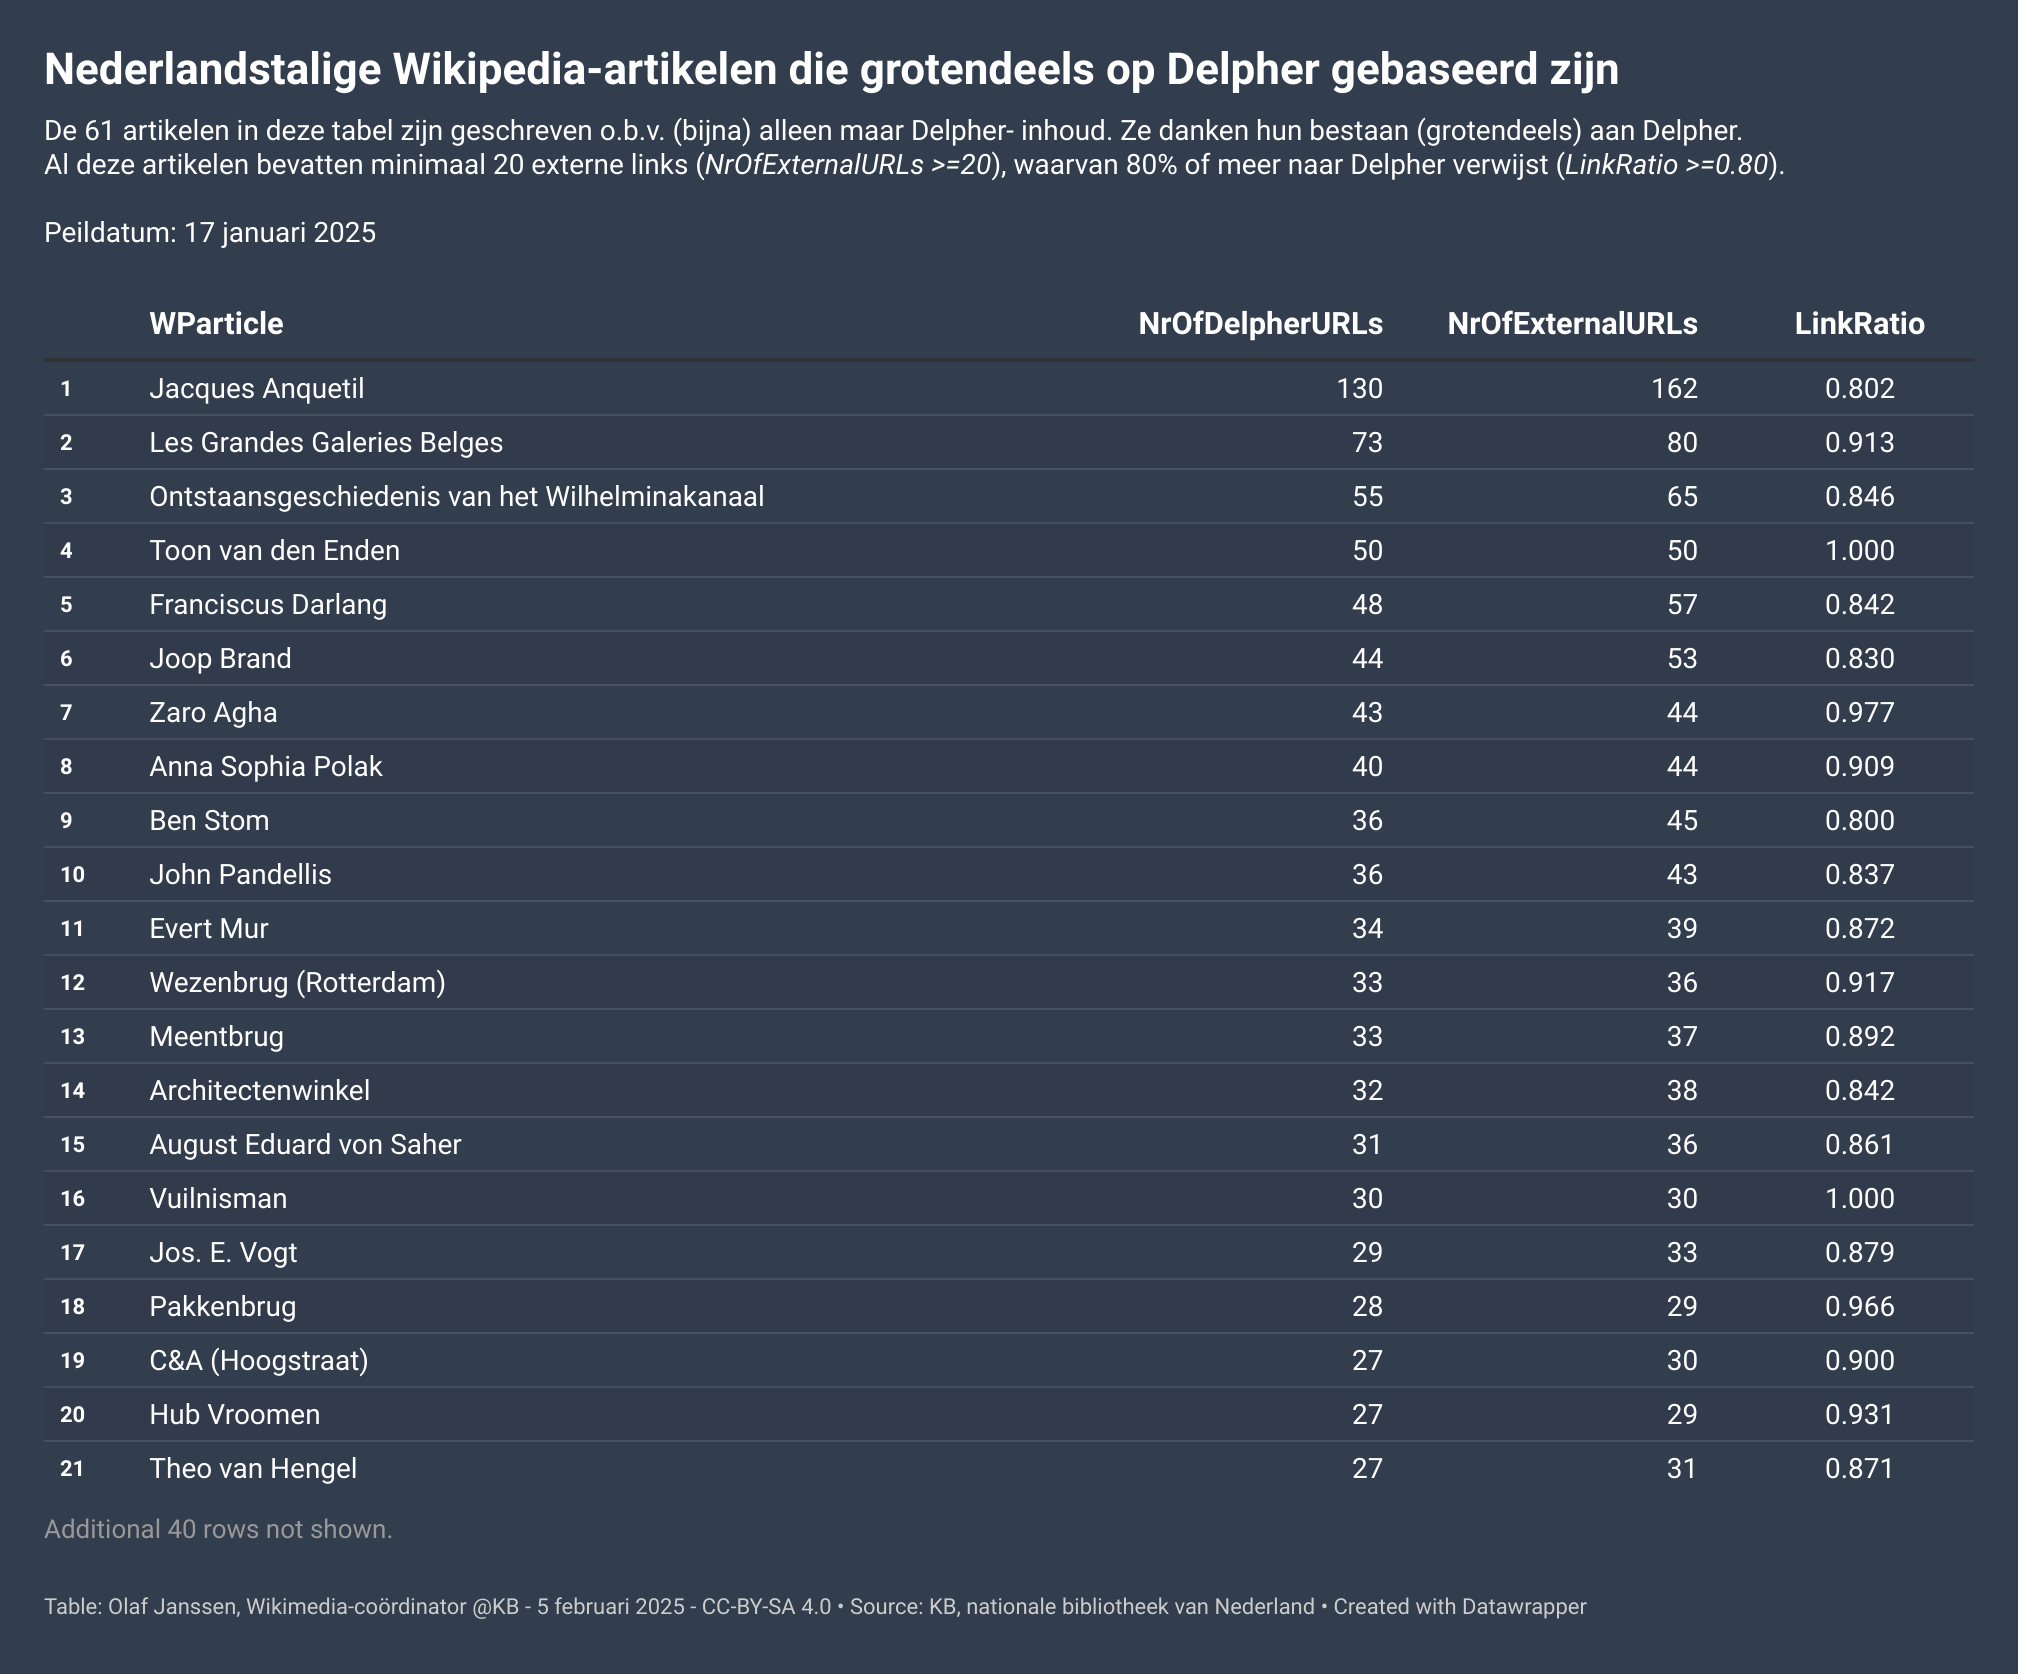 Nederlandstalige Wikipedia-artikelen die grotendeels op Delpher gebaseerd zijn
De 61 artikelen in deze tabel zijn geschreven o.b.v. (bijna) alleen maar Delpher- inhoud. Ze danken hun bestaan (grotendeels) aan Delpher.
Al deze artikelen bevatten minimaal 20 externe links (NrOfExternalURLs >=20), waarvan 80% of meer naar Delpher verwijst (LinkRatio >=0.80).
Peildatum: 17 januari 2025
WParticle NrOfDelpherURLs NrOfExternalURLs LinkRatio
1 Jacques Anquetil 130 162 0.802
2 Les Grandes Galeries Belges 73 80 0.913
3 Ontstaansgeschiedenis van het Wilhelminakanaal 55 65 0.846
4 Toon van den Enden 50 50 1.000
5 Franciscus Darlang 48 57 0.842
6 Joop Brand 44 53 0.830
7 Zaro Agha 43 44 0.977
8 Anna Sophia Polak 40 44 0.909
9 Ben Stom 36 45 0.800
10 John Pandellis 36 43 0.837
11 Evert Mur 34 39 0.872
12 Wezenbrug (Rotterdam) 33 36 0.917
13 Meentbrug 33 37 0.892
14 Architectenwinkel 32 38 0.842
15 August Eduard von Saher 31 36 0.861
16 Vuilnisman 30 30 1.000
17 Jos. E. Vogt 29 33 0.879
18 Pakkenbrug 28 29 0.966
19 C&A (Hoogstraat) 27 30 0.900
20 Hub Vroomen 27 29 0.931
21 Theo van Hengel 27 31 0.871
Additional 40 rows not shown.
Table: Olaf Janssen, Wikimedia-coördinator @KB - 5 februari 2025 - CC-BY-SA 4.0 • Source: KB, nationale bibliotheek van Nederland • Created with Datawrapper